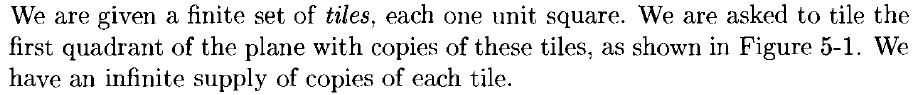 We are given a finite set of tiles, each one unit square. We are asked to tile the
first quadrant of the plane with copies of these tiles, as shown in Figure 5-1. We
have an infinite supply of copies of each tile.